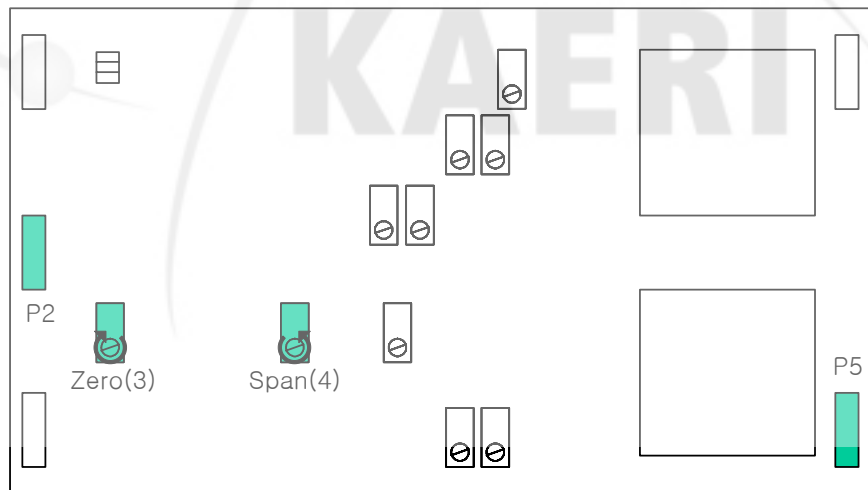 KAERI
P2
Zero(3)
Span(4)
P5